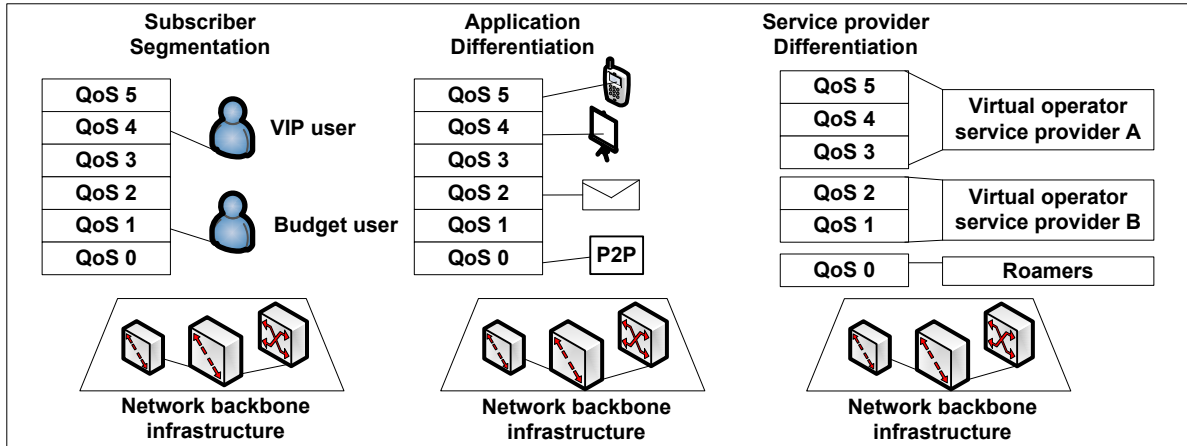 Subscriber
Segmentation
QoS 5
QoS 4
QoS 3
QoS 2
QoS 1
QoS 0
VIP user
Budget user
Network backbone
infrastructure
Application
Differentiation
QoS 5
QoS 4
QoS 3
QoS 2
QoS 1
QoS 0
P2P
Network backbone
infrastructure
Service provider
Differentiation
QoS 5
QoS 4
QoS 3
Virtual operator
service provider A
QoS 2
QoS 1
Virtual operator
service provider B
QoS 0
Roamers
Network backbone
infrastructure